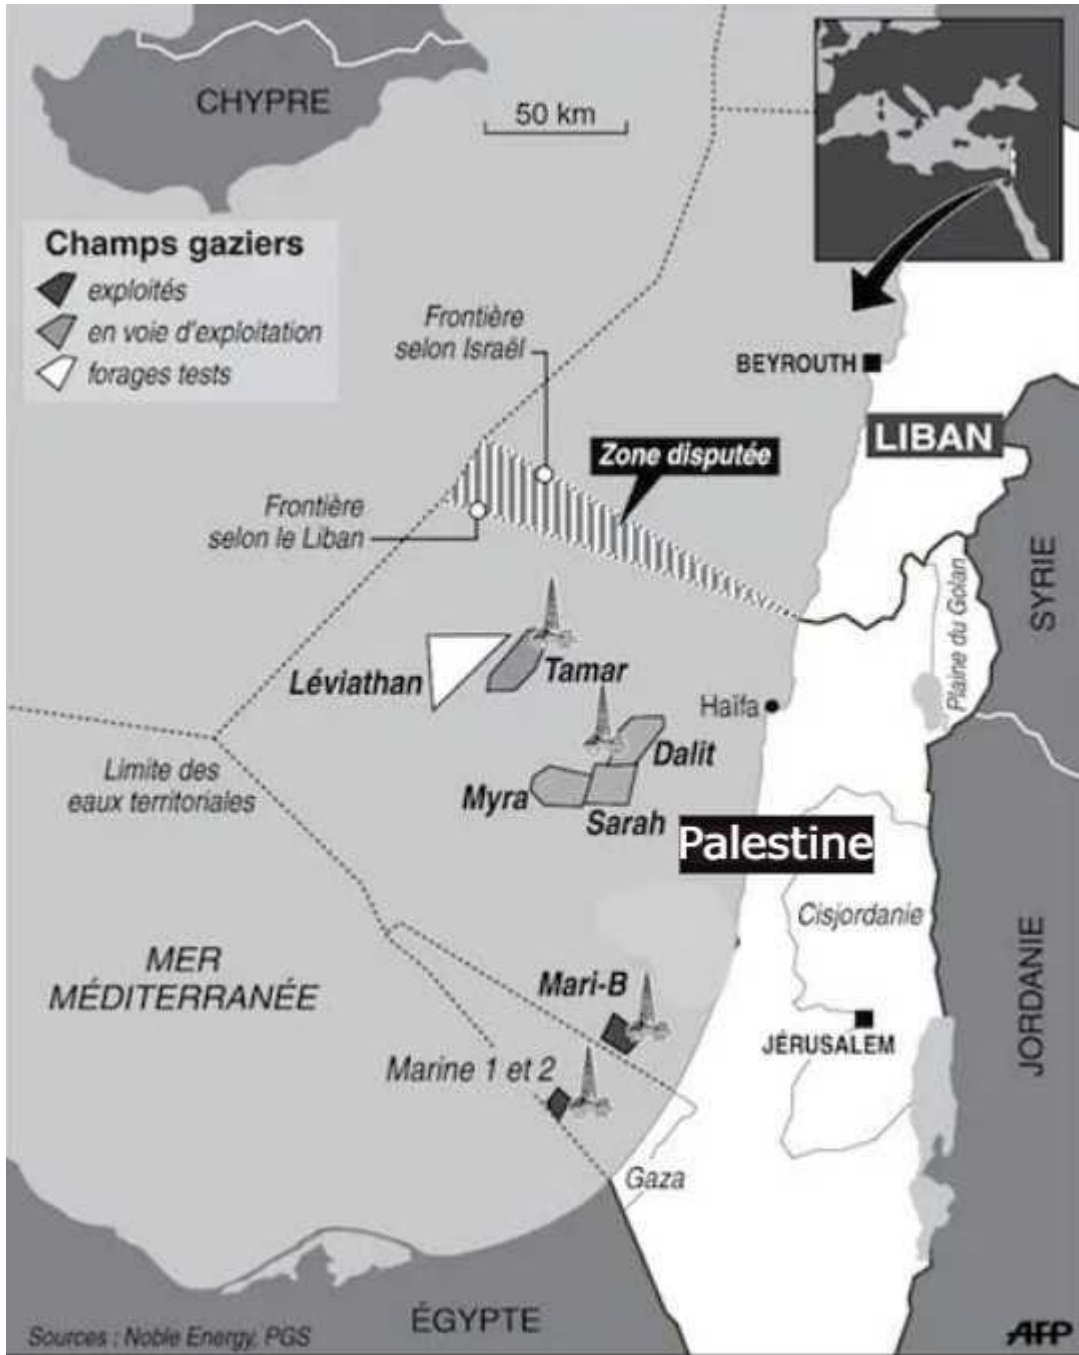 CHYPRE
50 km
Champs gaziers
exploités
en voie d'exploitation
forages tests
Frontière
selon Israël
BEYROUTH
LIBAN
Zone disputée
Frontière
selon le Liban
SYRIE
Plaine du Golan
Léviathan
Tamar
Haïfa
Dalit
Limite des
eaux territoriales
Myra
Sarah
Palestine
Cisjordanie
MER
MÉDITERRANÉE
Mari-B
JÉRUSALEM
JORDANIE
Marine 1 et 2
Gaza
ÉGYPTE
Sources : Noble Energy, PGS
AFP